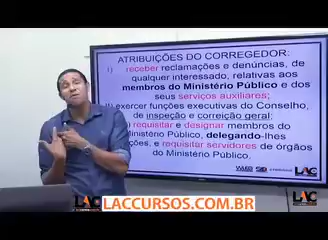 ATRIBUIÇÕES DO CORREGEDOR:
I) receber reclamações e denúncias, de
qualquer interessado, relativas aos
membros do Ministério Público e dos
seus serviços auxiliares;
II) exercer funções executivas do Conselho,
de inspeção e correição geral;
requisitar e designar membros do
Ministério Público, delegando-lhes
ções, e requisitar servidores de órgãos
do Ministério Público.
LAC
LAC
LACCURSOS.COM.BR